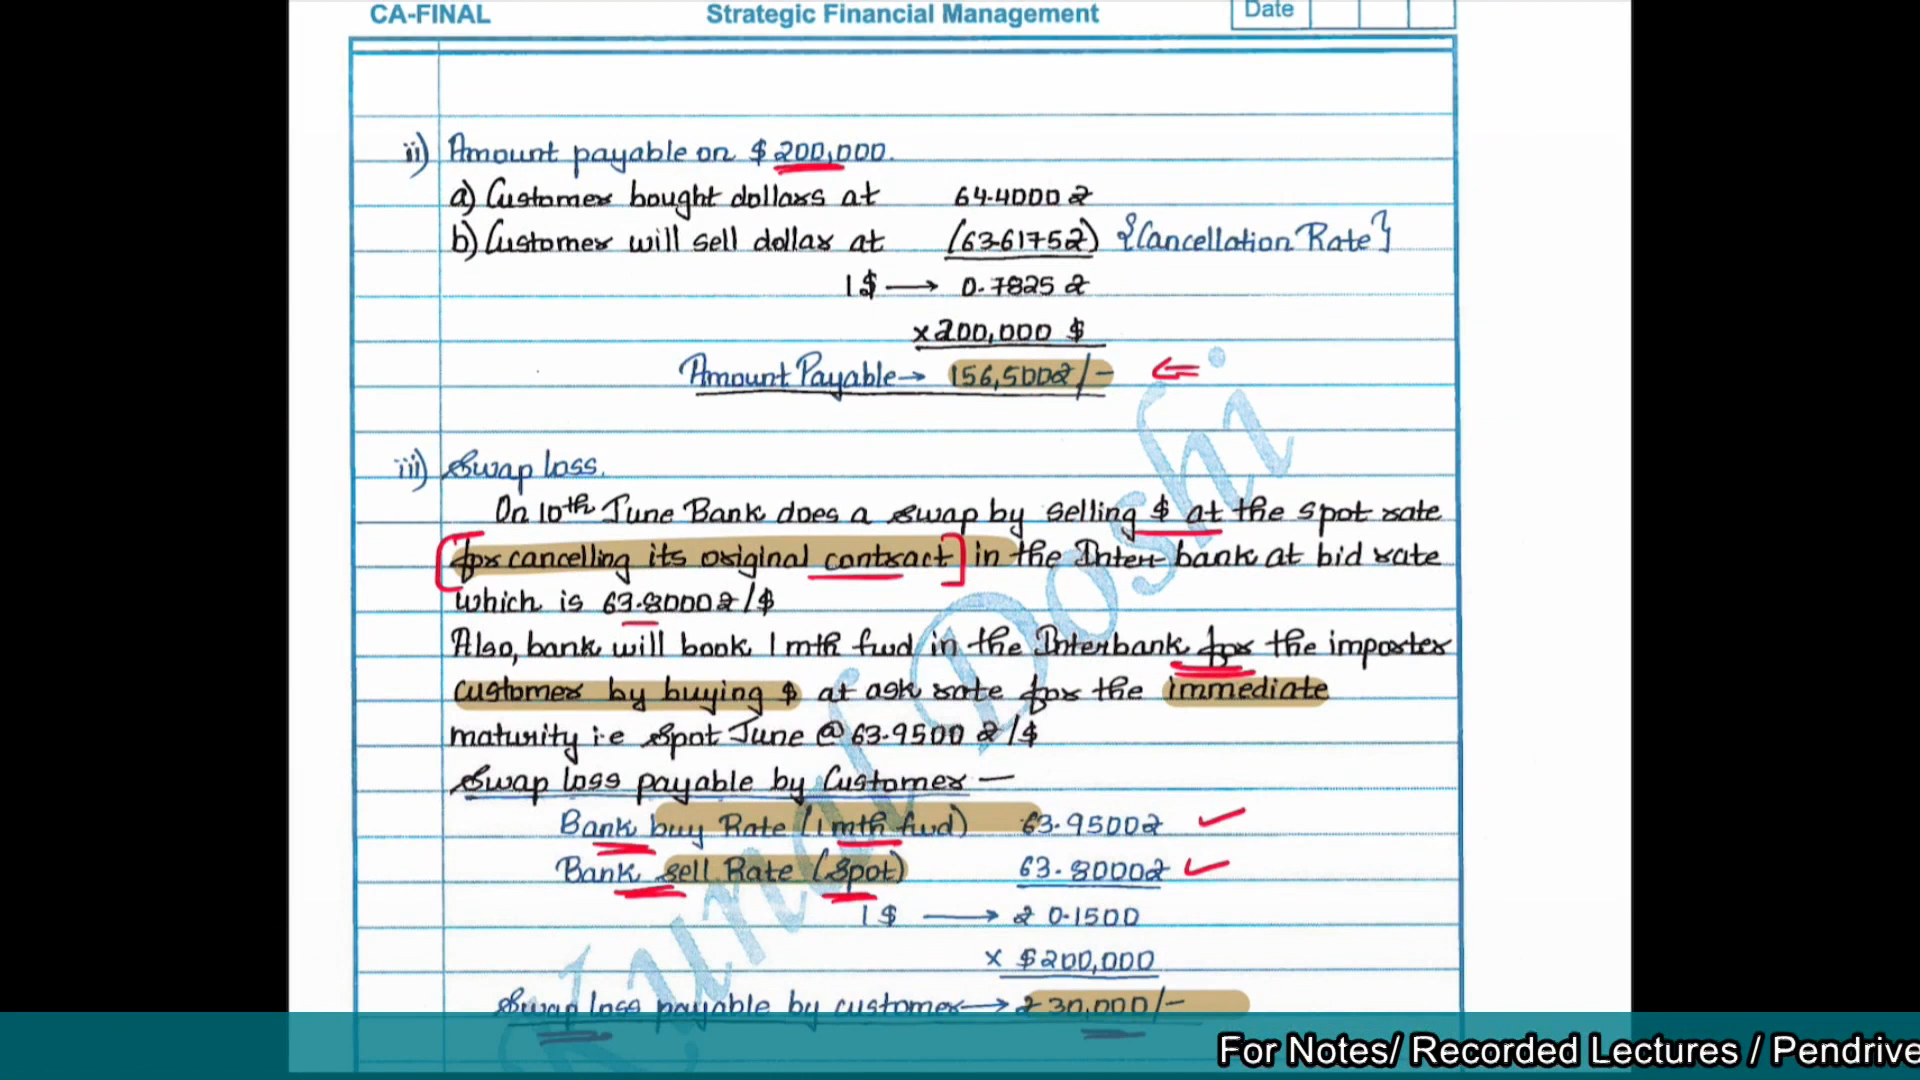 CA-FINAL Strategic Financial Management Date
ii) Amount payable on $ 200,000.
a) Customer bought dollars at 64.4000 ₹
b) Customer will sell dollar at (63.6175₹) {Cancellation Rate}
1$ → 0.7825 ₹
×200,000 $
Amount Payable → 156,500₹/-
iii) Swap loss.
On 10th June Bank does a swap by selling $ at the spot rate
[for cancelling its original contract] in the Inter-bank at bid rate
which is 63.8000₹/$
Also, bank will book 1 mth fwd in the Interbank for the importer
customer by buying $ at ask rate for the immediate
maturity i.e Spot June @ 63.9500 ₹/$
Swap loss payable by Customer —
Bank buy Rate (1 mth fwd) 63.9500₹
Bank sell Rate (Spot) 63.8000₹
1$ → ₹ 0.1500
× $200,000
Swap loss payable by customer → ₹ 30,000/-
Kunal Doshi
For Notes/ Recorded Lectures / Pendrive